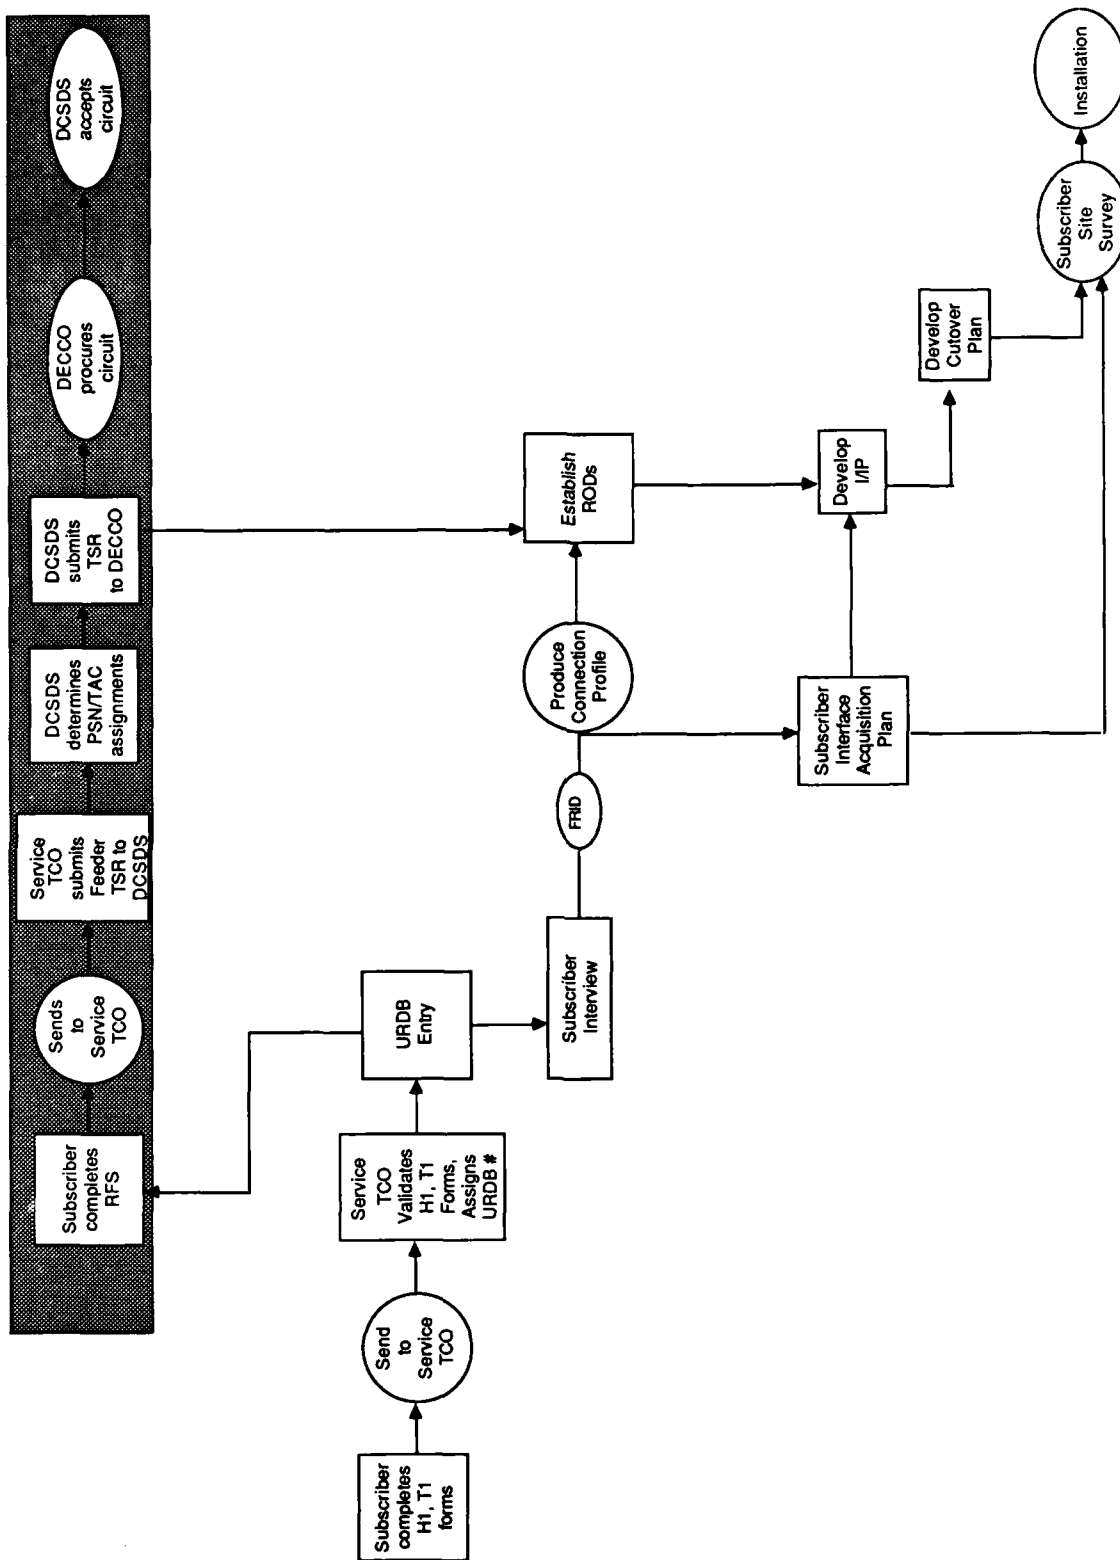 Subscriber
completes
RFS
Sends
to
Service
TCO
Service
TCO
submits
Feeder
TSR to
DCSDS
DCSDS
determines
PSN/TAC
assignments
DCSDS
submits
TSR
to DECCO
DECCO
procures
circuit
DCSDS
accepts
circuit
Subscriber
completes
H1, T1
forms
Send
to
Service
TCO
Service
TCO
Validates
H1, T1
Forms,
Assigns
URDB #
URDB
Entry
Subscriber
Interview
FRID
Produce
Connection
Profile
Establish
RODs
Subscriber
Interface
Acquisition
Plan
Develop
I/IP
Develop
Cutover
Plan
Subscriber
Site
Survey
Installation